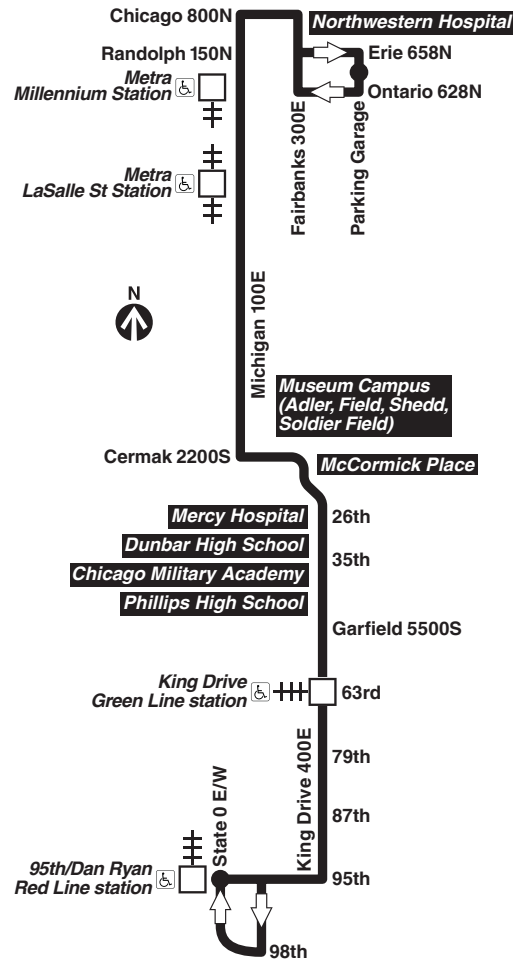 Chicago 800N
Northwestern Hospital
Randolph 150N
Erie 658N
Metra
Millennium Station
Ontario 628N
Fairbanks 300E
Parking Garage
Metra
LaSalle St Station
N
Michigan 100E
Museum Campus
(Adler, Field, Shedd,
Soldier Field)
Cermak 2200S
McCormick Place
Mercy Hospital
26th
Dunbar High School
35th
Chicago Military Academy
Phillips High School
Garfield 5500S
King Drive
Green Line station
63rd
King Drive 400E
79th
State 0 E/W
87th
95th/Dan Ryan
Red Line station
95th
98th